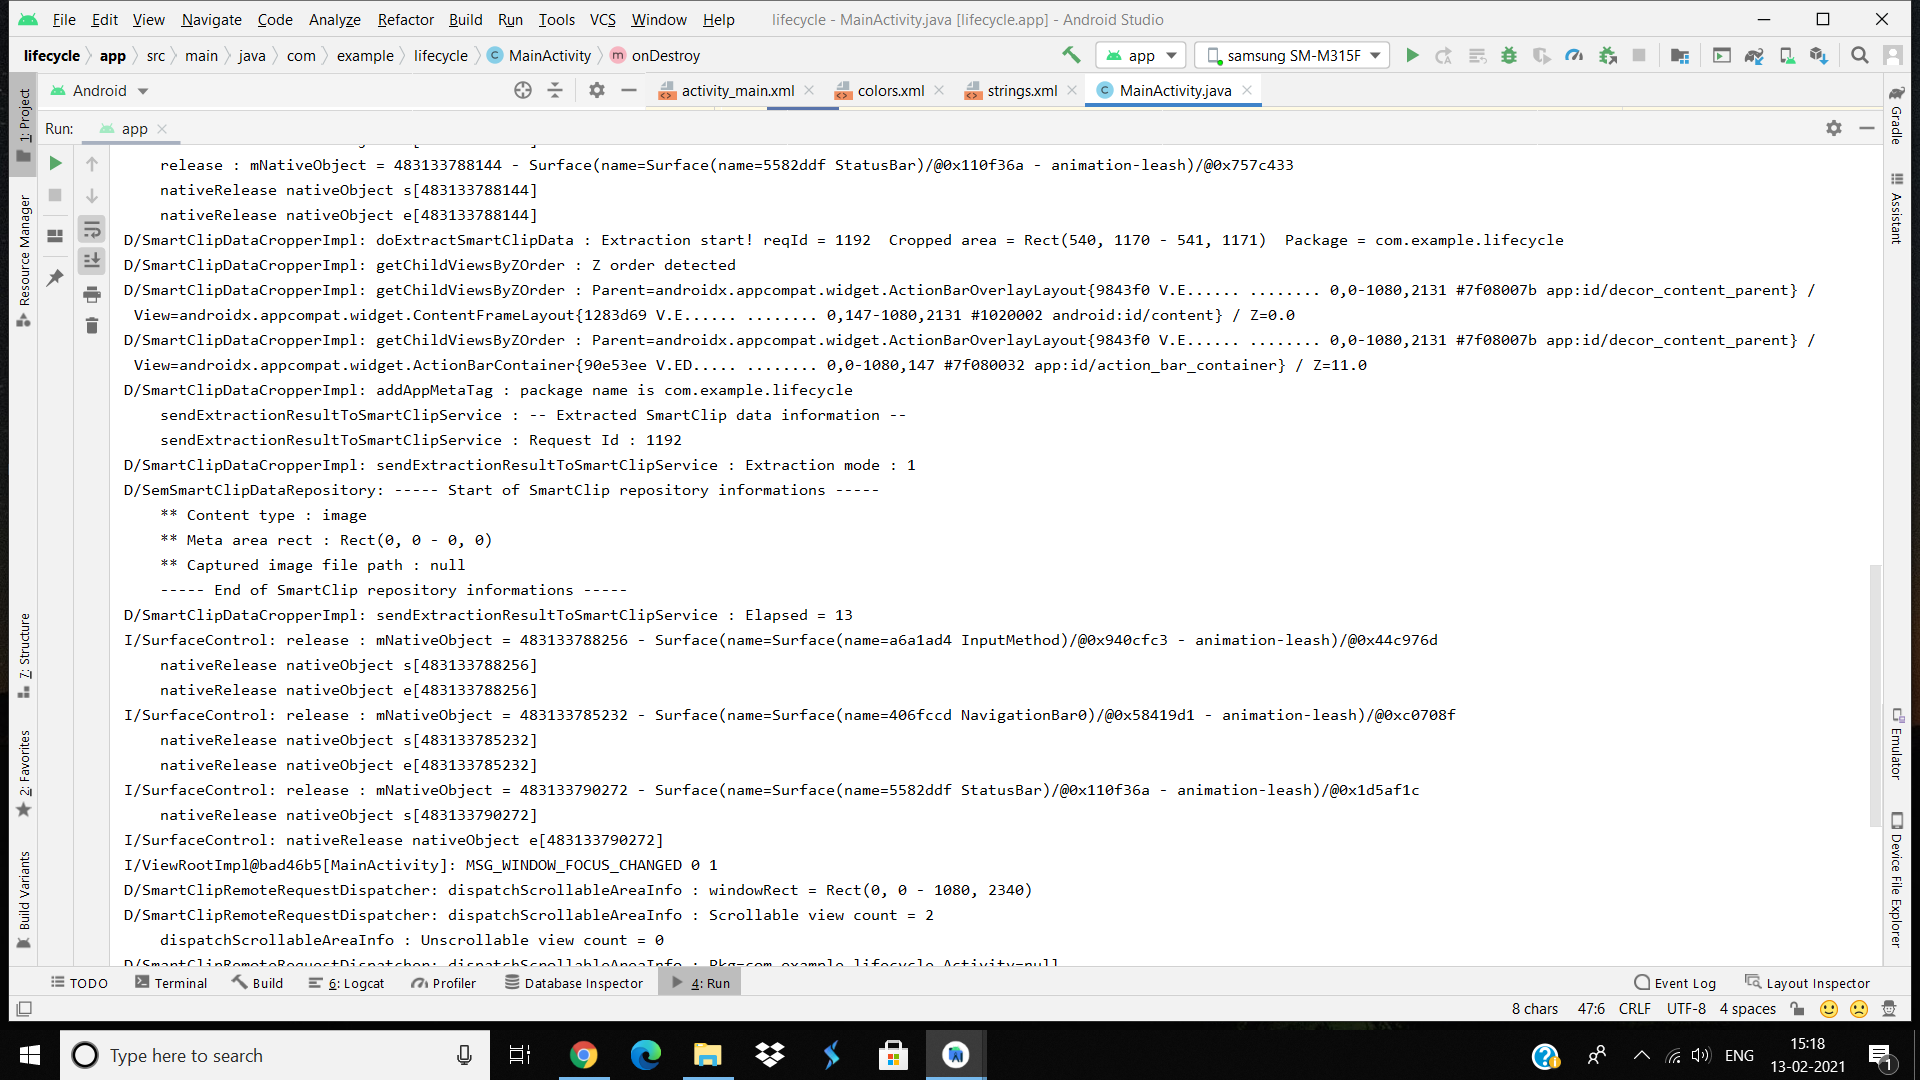 File Edit View Navigate Code Analyze Refactor Build Run Tools VCS Window Help lifecycle - MainActivity.java [lifecycle.app] - Android Studio
lifecycle app src main java com example lifecycle C MainActivity m onDestroy app samsung SM-M315F
Android activity_main.xml colors.xml strings.xml C MainActivity.java
Run: app
release : mNativeObject = 483133788144 - Surface(name=Surface(name=5582ddf StatusBar)/@0x110f36a - animation-leash)/@0x757c433
nativeRelease nativeObject s[483133788144]
nativeRelease nativeObject e[483133788144]
D/SmartClipDataCropperImpl: doExtractSmartClipData : Extraction start! reqId = 1192  Cropped area = Rect(540, 1170 - 541, 1171)  Package = com.example.lifecycle
D/SmartClipDataCropperImpl: getChildViewsByZOrder : Z order detected
D/SmartClipDataCropperImpl: getChildViewsByZOrder : Parent=androidx.appcompat.widget.ActionBarOverlayLayout{9843f0 V.E...... ........ 0,0-1080,2131 #7f08007b app:id/decor_content_parent} /
View=androidx.appcompat.widget.ContentFrameLayout{1283d69 V.E...... ........ 0,147-1080,2131 #1020002 android:id/content} / Z=0.0
D/SmartClipDataCropperImpl: getChildViewsByZOrder : Parent=androidx.appcompat.widget.ActionBarOverlayLayout{9843f0 V.E...... ........ 0,0-1080,2131 #7f08007b app:id/decor_content_parent} /
View=androidx.appcompat.widget.ActionBarContainer{90e53ee V.ED..... ........ 0,0-1080,147 #7f080032 app:id/action_bar_container} / Z=11.0
D/SmartClipDataCropperImpl: addAppMetaTag : package name is com.example.lifecycle
sendExtractionResultToSmartClipService : -- Extracted SmartClip data information --
sendExtractionResultToSmartClipService : Request Id : 1192
D/SmartClipDataCropperImpl: sendExtractionResultToSmartClipService : Extraction mode : 1
D/SemSmartClipDataRepository: ----- Start of SmartClip repository informations -----
** Content type : image
** Meta area rect : Rect(0, 0 - 0, 0)
** Captured image file path : null
----- End of SmartClip repository informations -----
D/SmartClipDataCropperImpl: sendExtractionResultToSmartClipService : Elapsed = 13
I/SurfaceControl: release : mNativeObject = 483133788256 - Surface(name=Surface(name=a6a1ad4 InputMethod)/@0x940cfc3 - animation-leash)/@0x44c976d
nativeRelease nativeObject s[483133788256]
nativeRelease nativeObject e[483133788256]
I/SurfaceControl: release : mNativeObject = 483133785232 - Surface(name=Surface(name=406fccd NavigationBar0)/@0x58419d1 - animation-leash)/@0xc0708f
nativeRelease nativeObject s[483133785232]
nativeRelease nativeObject e[483133785232]
I/SurfaceControl: release : mNativeObject = 483133790272 - Surface(name=Surface(name=5582ddf StatusBar)/@0x110f36a - animation-leash)/@0x1d5af1c
nativeRelease nativeObject s[483133790272]
I/SurfaceControl: nativeRelease nativeObject e[483133790272]
I/ViewRootImpl@bad46b5[MainActivity]: MSG_WINDOW_FOCUS_CHANGED 0 1
D/SmartClipRemoteRequestDispatcher: dispatchScrollableAreaInfo : windowRect = Rect(0, 0 - 1080, 2340)
D/SmartClipRemoteRequestDispatcher: dispatchScrollableAreaInfo : Scrollable view count = 2
dispatchScrollableAreaInfo : Unscrollable view count = 0
D/SmartClipRemoteRequestDispatcher: dispatchScrollableAreaInfo : Pkg=com.example.lifecycle Activity=null
1: Project
Resource Manager
7: Structure
2: Favorites
Build Variants
Gradle
Assistant
Emulator
Device File Explorer
TODO Terminal Build 6: Logcat Profiler Database Inspector 4: Run Event Log Layout Inspector
8 chars 47:6 CRLF UTF-8 4 spaces
Type here to search
ENG 15:18
13-02-2021
1